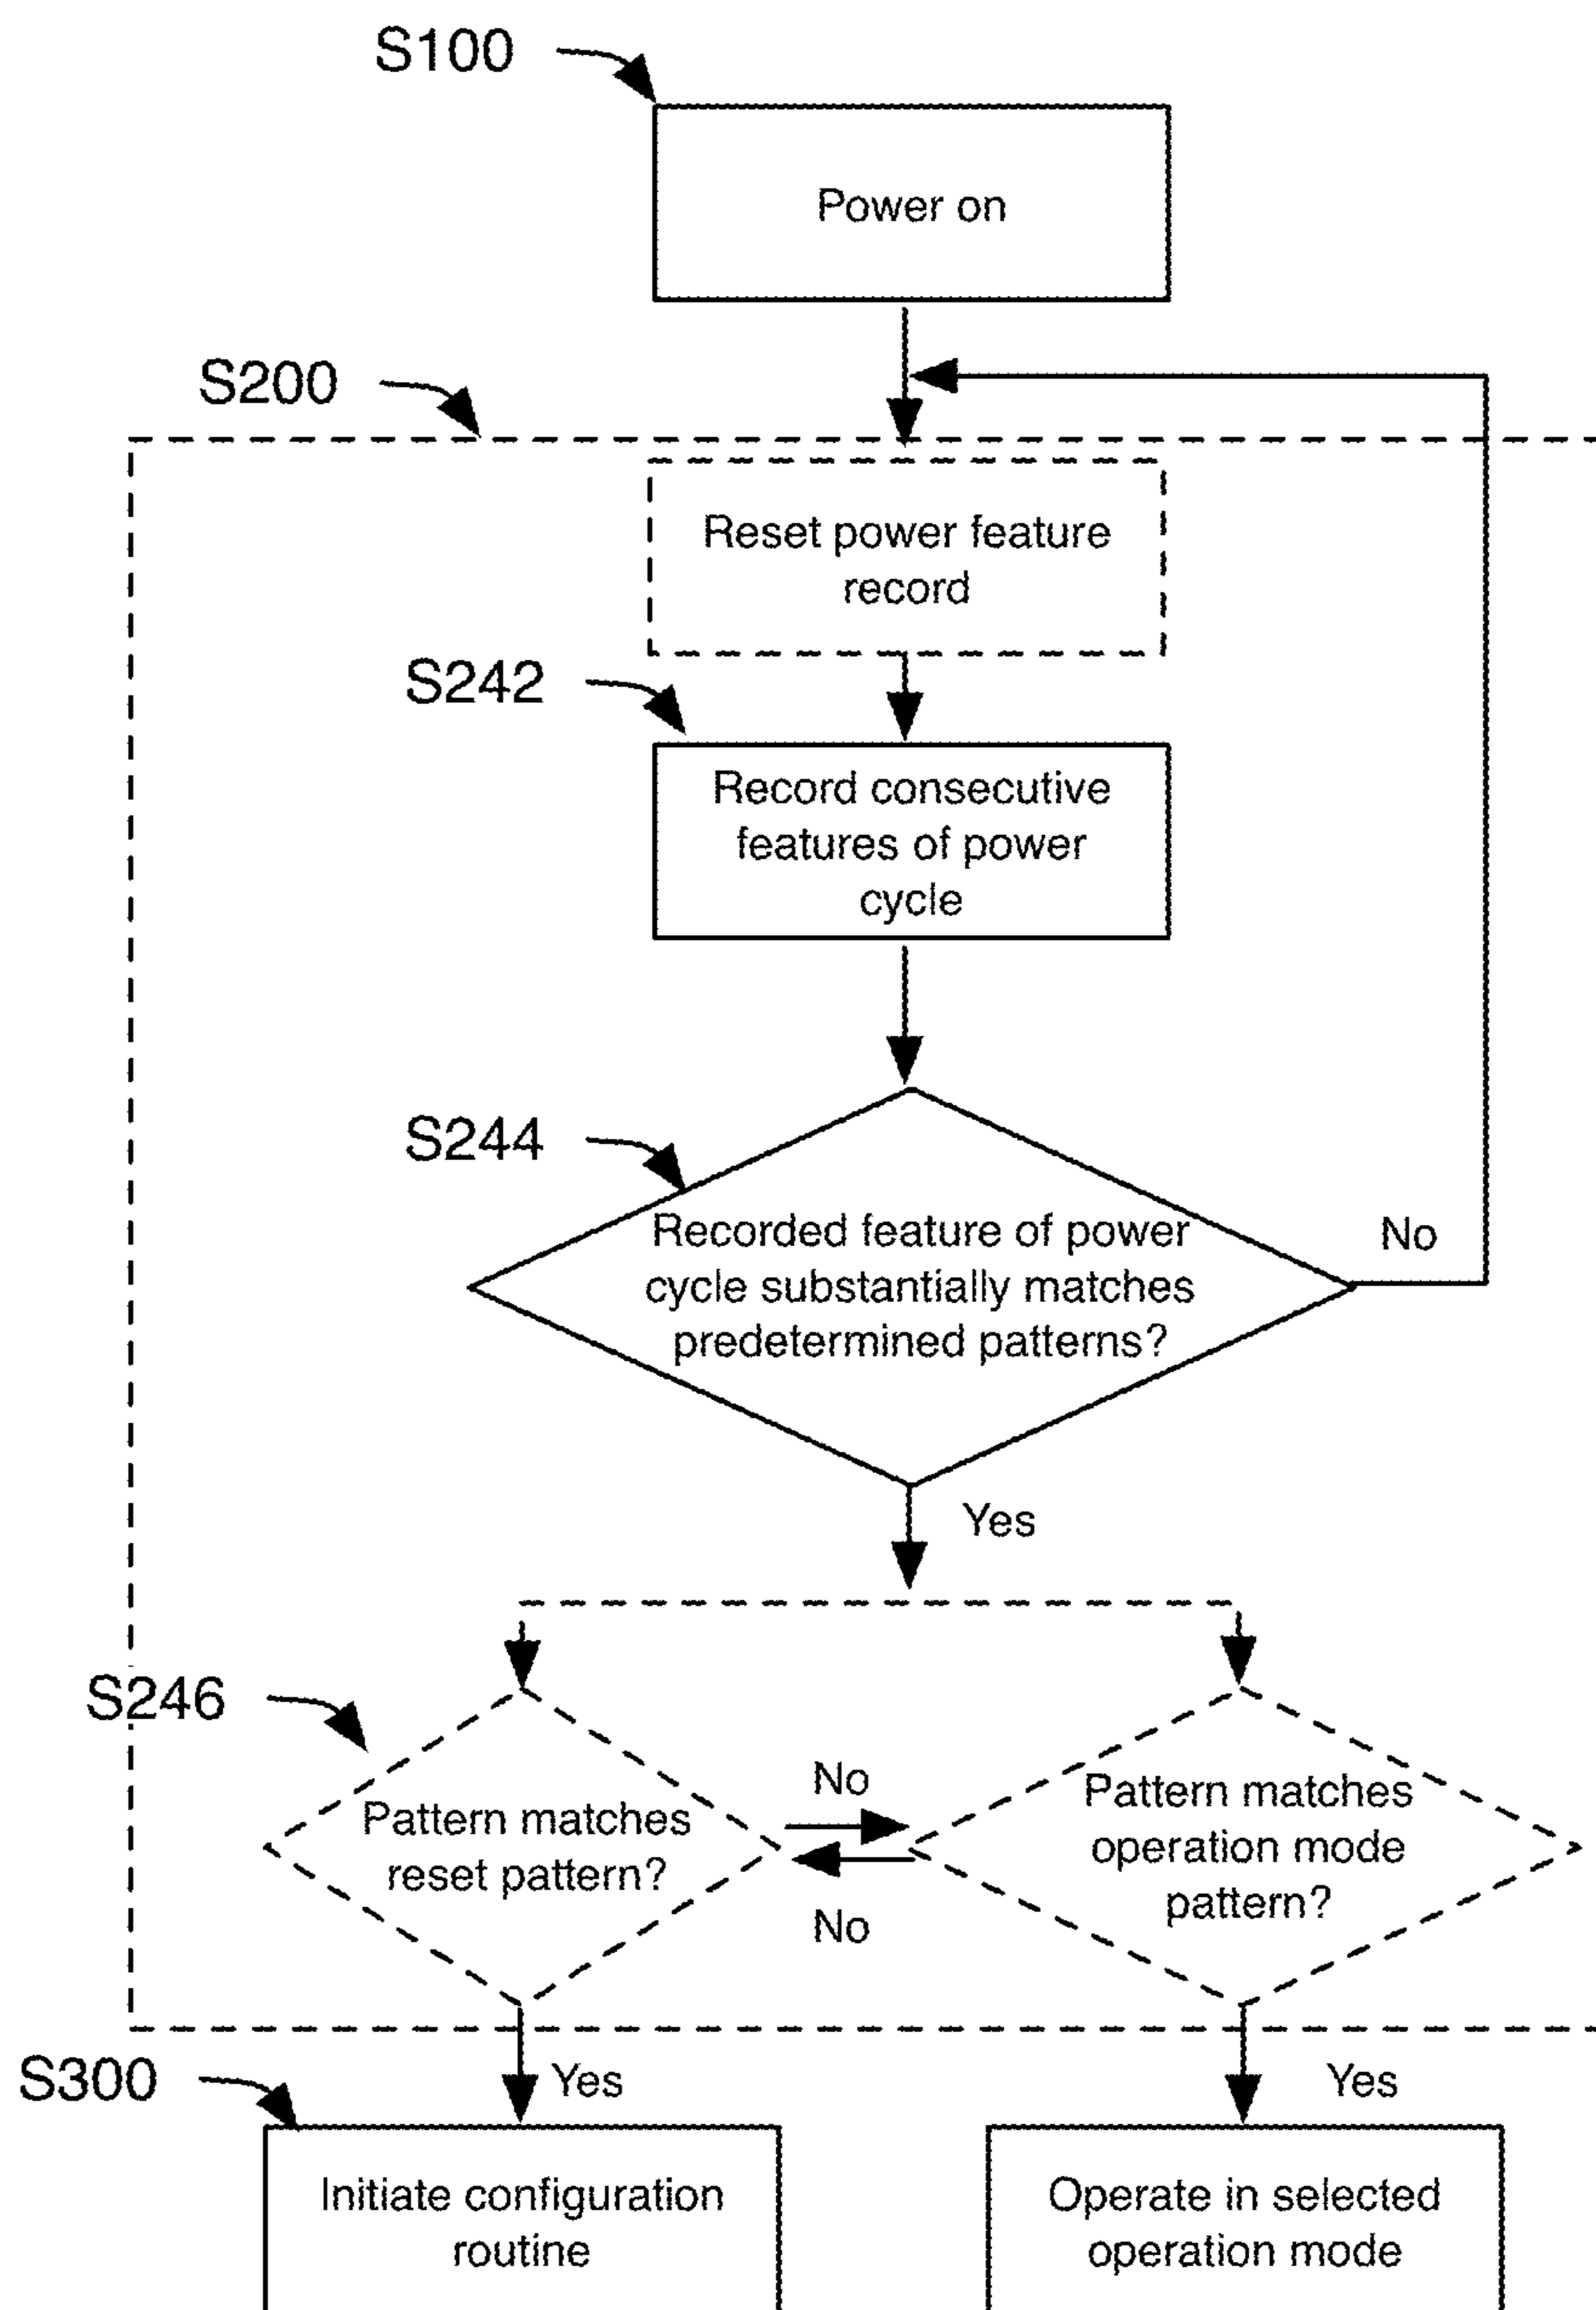 S100
Power on
S200
Reset power feature
record
S242
Record consecutive
features of power
cycle
S244
Recorded feature of power
cycle substantially matches
predetermined patterns?
No
Yes
S246
Pattern matches
reset pattern?
No
No
Pattern matches
operation mode
pattern?
S300
Yes
Yes
Initiate configuration
routine
Operate in selected
operation mode